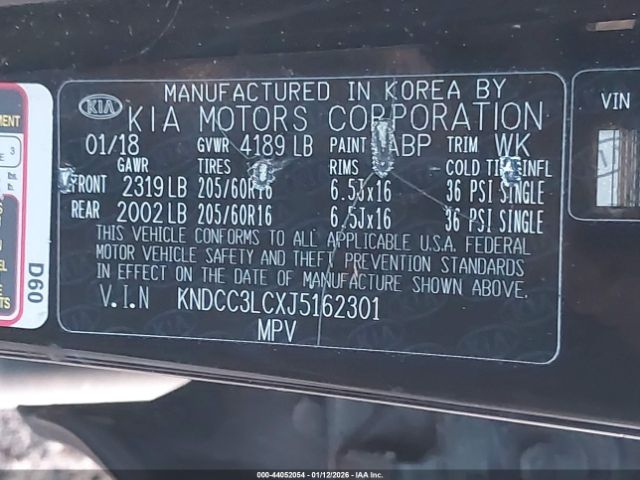 MANUFACTURED IN KOREA BY
KIA KIA MOTORS CORPORATION
01/18 GVWR 4189 LB PAINT ABP TRIM WK
GAWR TIRES RIMS COLD INFL
FRONT 2319 LB 205/60R16 6.5Jx16 36 PSI SINGLE
REAR 2002 LB 205/60R16 6.5Jx16 36 PSI SINGLE
THIS VEHICLE CONFORMS TO ALL APPLICABLE U.S.A. FEDERAL
MOTOR VEHICLE SAFETY AND THEFT PREVENTION STANDARDS
IN EFFECT ON THE DATE OF MANUFACTURE SHOWN ABOVE.
V.I.N KNDCC3LCXJ5162301
MPV
D60
VIN
3
000-44052054 - 01/12/2026 - IAA Inc.